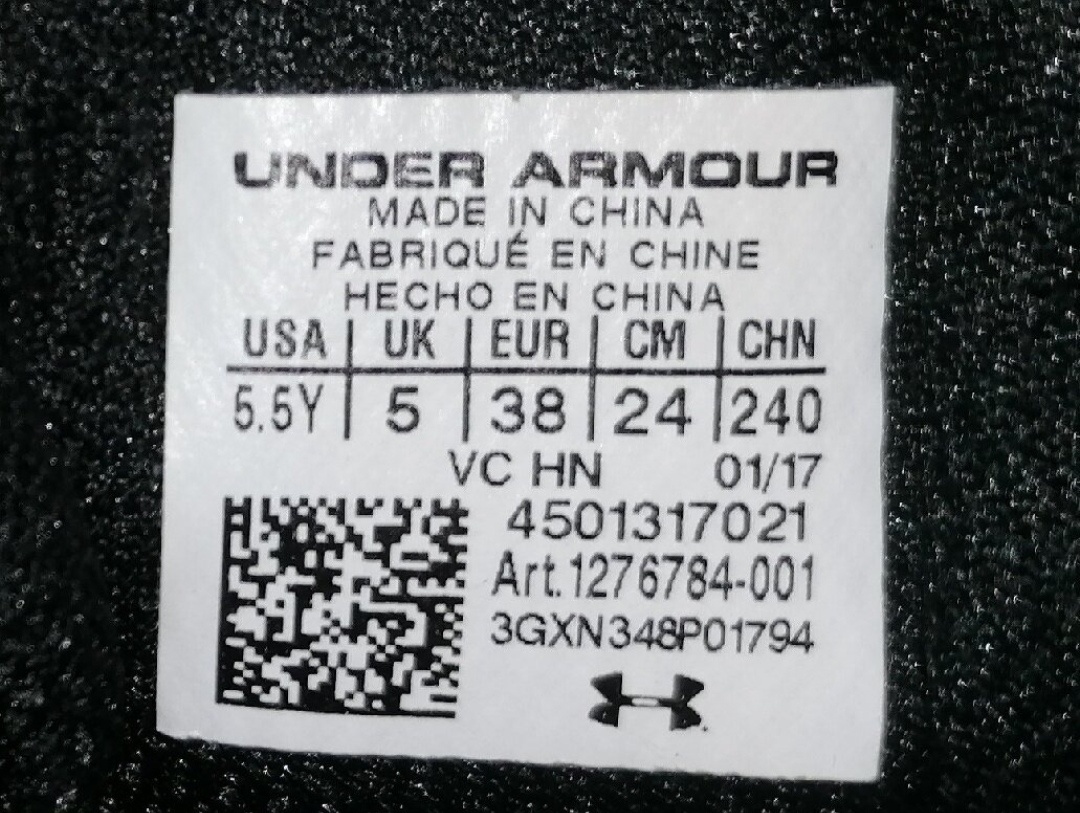 UNDER ARMOUR
MADE IN CHINA
FABRIQUÉ EN CHINE
HECHO EN CHINA
USA | UK | EUR | CM | CHN
5.5Y | 5 | 38 | 24 | 240
VC HN 01/17
4501317021
Art.1276784-001
3GXN348P01794